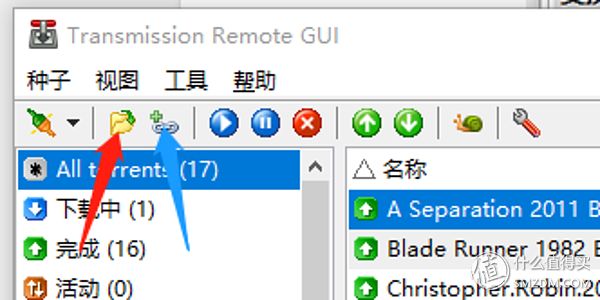 Transmission Remote GUI
种子 视图 工具 帮助
All torrents (17)
名称
下载中 (1)
A Separation 2011 B
完成 (16)
Blade Runner 1982 E
活动 (0)
Christopher.Robin.20
值 什么值得买
SMZDM.COM